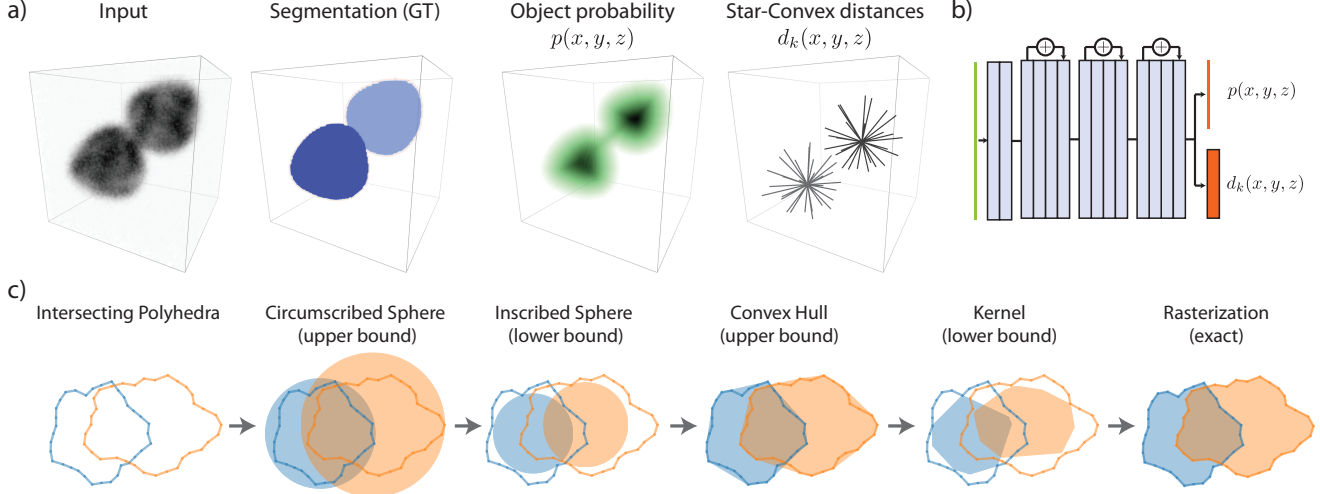 a)
Input
Segmentation (GT)
Object probability
p(x, y, z)
Star-Convex distances
d_k(x, y, z)
b)
p(x, y, z)
d_k(x, y, z)
c)
Intersecting Polyhedra
Circumscribed Sphere
(upper bound)
Inscribed Sphere
(lower bound)
Convex Hull
(upper bound)
Kernel
(lower bound)
Rasterization
(exact)